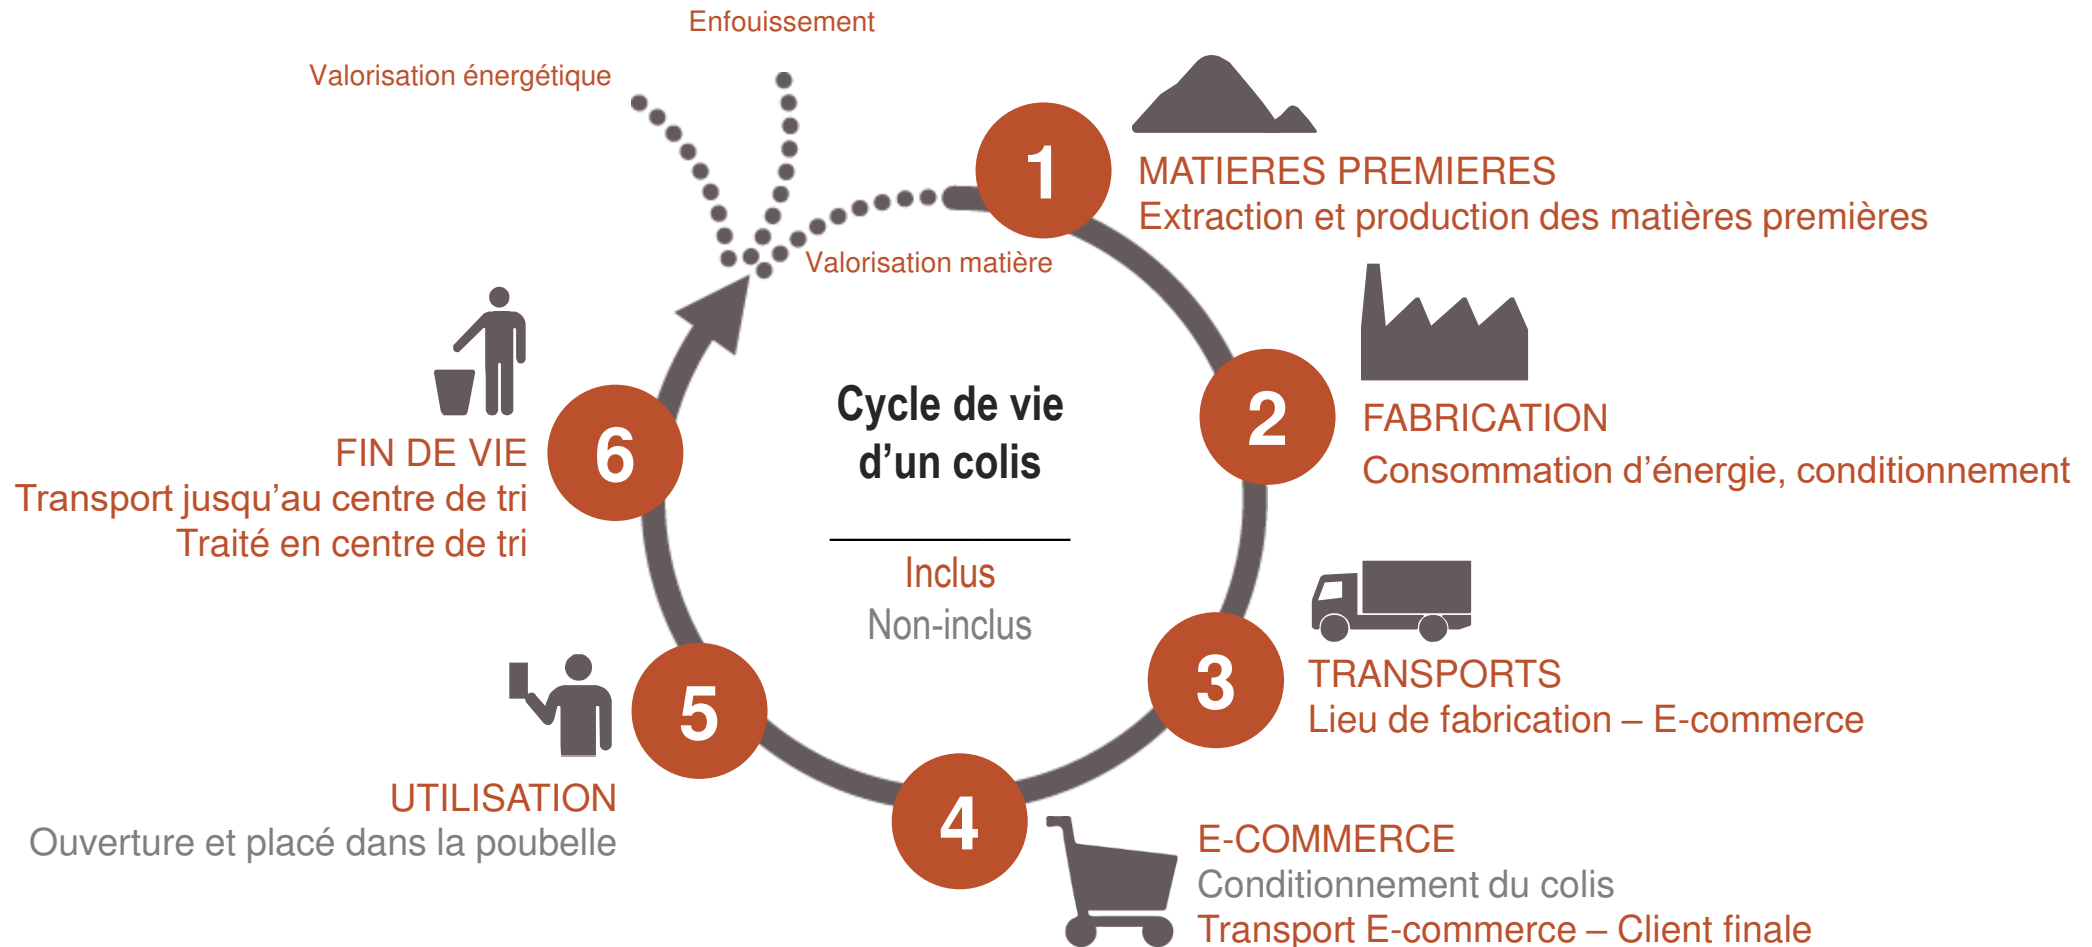 Enfouissement
Valorisation énergétique
Valorisation matière
1
MATIERES PREMIERES
Extraction et production des matières premières
2
FABRICATION
Consommation d’énergie, conditionnement
3
TRANSPORTS
Lieu de fabrication – E-commerce
4
E-COMMERCE
Conditionnement du colis
Transport E-commerce – Client finale
5
UTILISATION
Ouverture et placé dans la poubelle
6
FIN DE VIE
Transport jusqu’au centre de tri
Traité en centre de tri
Cycle de vie
d’un colis
Inclus
Non-inclus